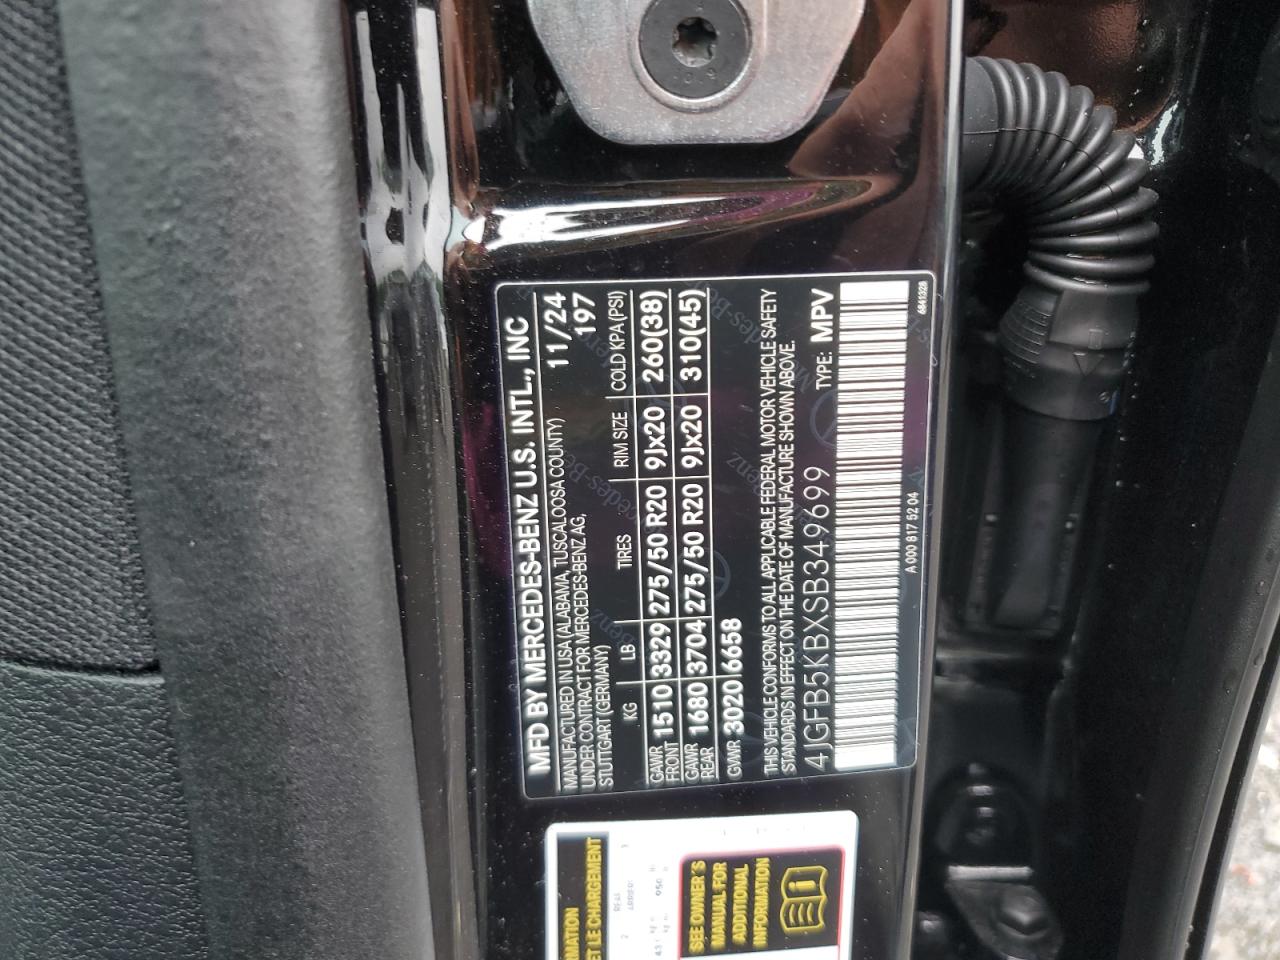 MFD BY MERCEDES-BENZ U.S. INTL., INC
MANUFACTURED IN USA (ALABAMA, TUSCALOOSA COUNTY) 11/24
UNDER CONTRACT FOR MERCEDES-BENZ AG, 197
STUTTGART (GERMANY)
KG LB TIRES RIM SIZE COLD KPA (PSI)
GAWR FRONT 1510 3329 275/50 R20 9Jx20 260(38)
GAWR REAR 1680 3704 275/50 R20 9Jx20 310(45)
GVWR 3020 6658
THIS VEHICLE CONFORMS TO ALL APPLICABLE FEDERAL MOTOR VEHICLE SAFETY
STANDARDS IN EFFECT ON THE DATE OF MANUFACTURE SHOWN ABOVE.
4JGFB5KBXSB349699 TYPE: MPV
A 000 817 52 04 6841328
ET LE CHARGEMENT
SEE OWNER'S
MANUAL FOR
ADDITIONAL
INFORMATION